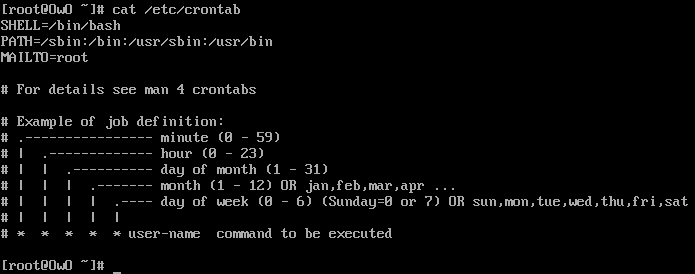 [root@OwO ~]# cat /etc/crontab
SHELL=/bin/bash
PATH=/sbin:/bin:/usr/sbin:/usr/bin
MAILTO=root

# For details see man 4 crontabs

# Example of job definition:
# .---------------- minute (0 - 59)
# |  .------------- hour (0 - 23)
# |  |  .---------- day of month (1 - 31)
# |  |  |  .------- month (1 - 12) OR jan,feb,mar,apr ...
# |  |  |  |  .---- day of week (0 - 6) (Sunday=0 or 7) OR sun,mon,tue,wed,thu,fri,sat
# |  |  |  |  |
# *  *  *  *  * user-name  command to be executed

[root@OwO ~]# _